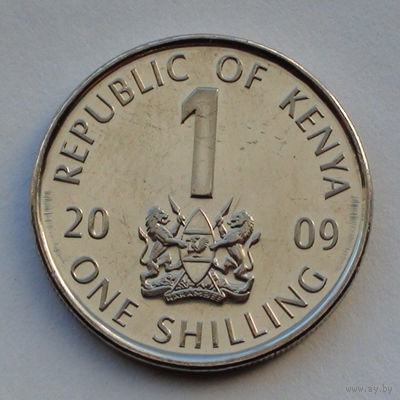 REPUBLIC OF KENYA
1
20 09
HARAMBEE
ONE SHILLING
www.ay.by